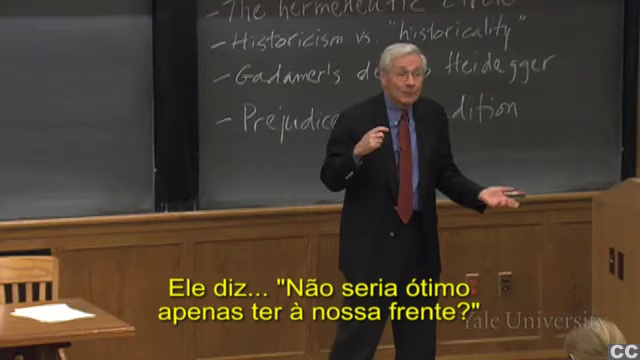 - The hermeneutic circle
- Historicism vs. "historicality"
- Gadamer's Heidegger
- Prejudice
Ele diz... "Não seria ótimo
apenas ter à nossa frente?"
Yale University
CC